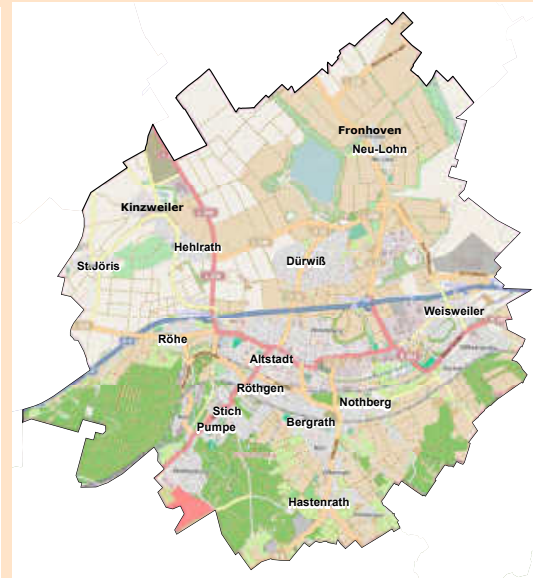 Fronhoven
Neu-Lohn
Kinzweiler
Hehlrath
St.Jöris
Dürwiß
Weisweiler
Röhe
Altstadt
Röthgen
Nothberg
Stich
Pumpe
Bergrath
Hastenrath